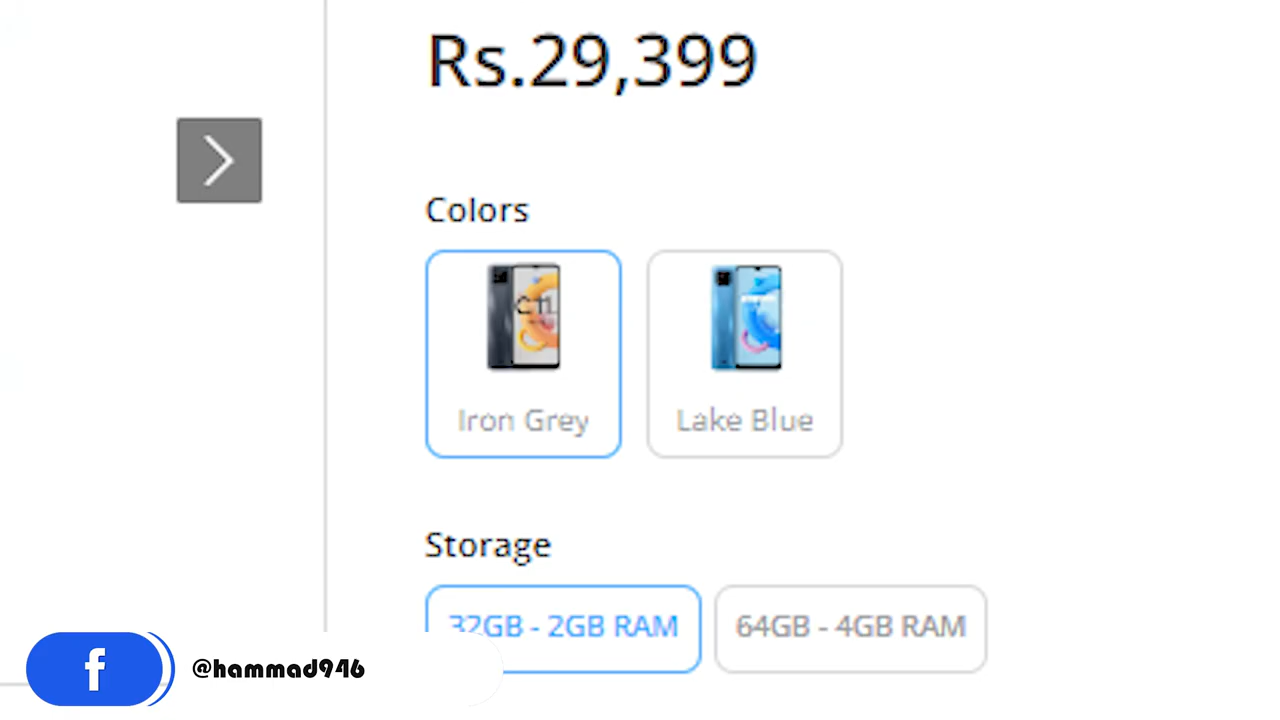 Rs.29,399
Colors
Iron Grey
Lake Blue
Storage
32GB - 2GB RAM
64GB - 4GB RAM
f
@hammad946